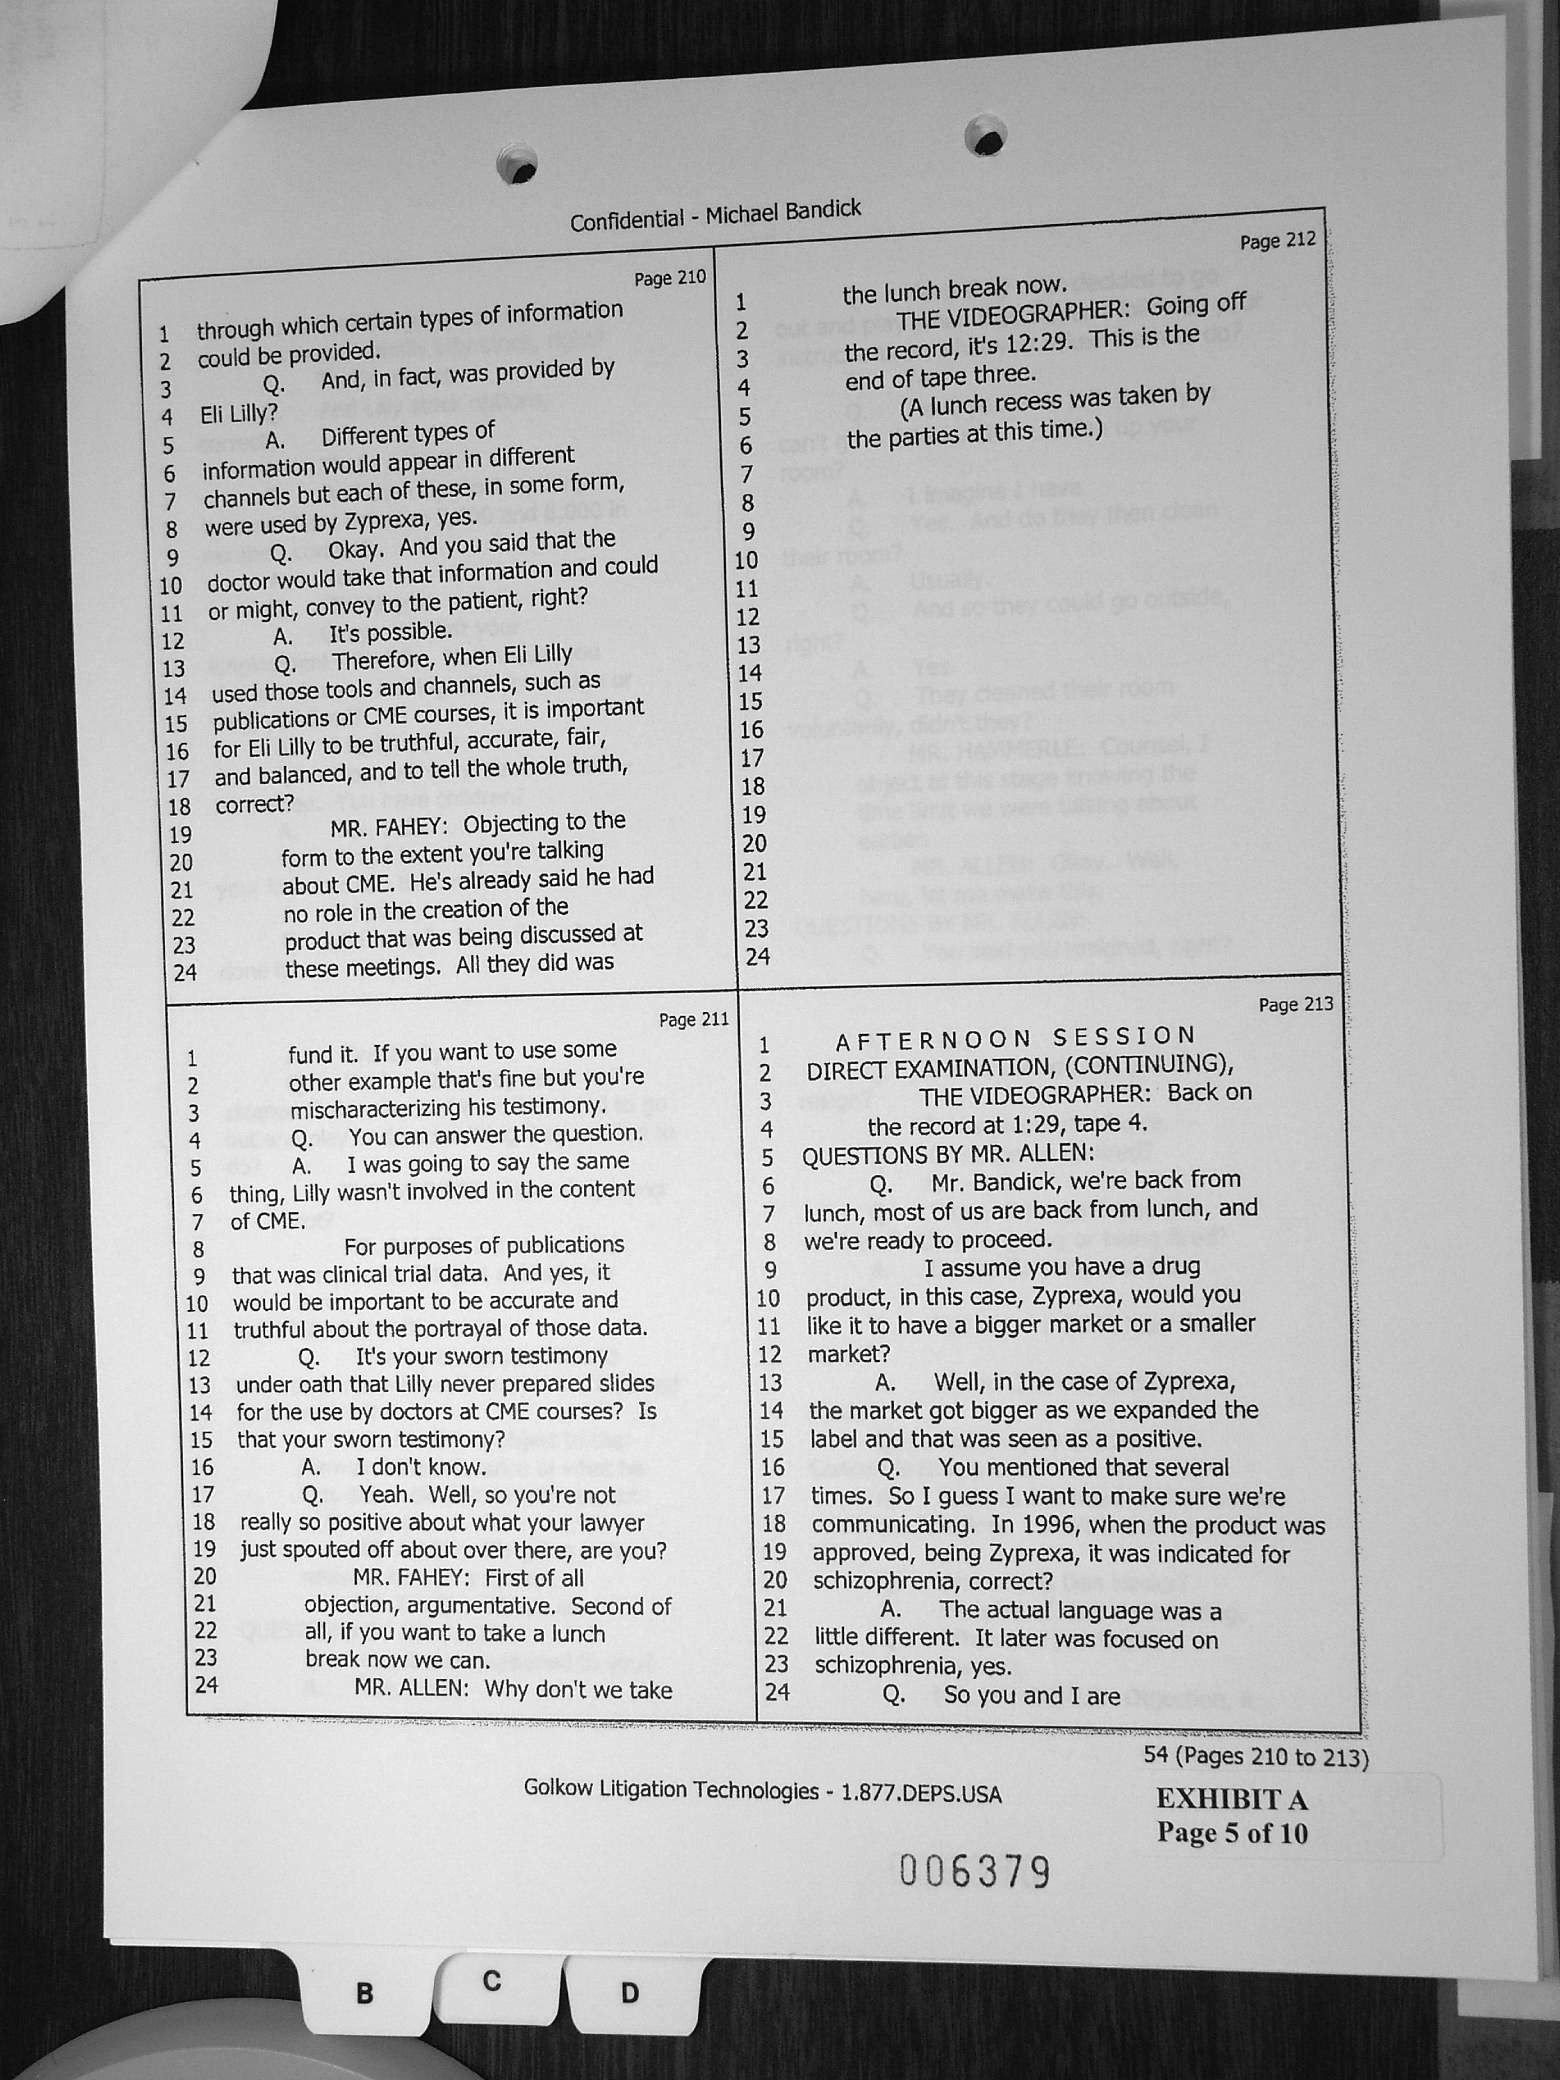 Confidential - Michael Bandick
Page 210
1 through which certain types of information
2 could be provided.
3 Q. And, in fact, was provided by
4 Eli Lilly?
5 A. Different types of
6 information would appear in different
7 channels but each of these, in some form,
8 were used by Zyprexa, yes.
9 Q. Okay. And you said that the
10 doctor would take that information and could
11 or might, convey to the patient, right?
12 A. It's possible.
13 Q. Therefore, when Eli Lilly
14 used those tools and channels, such as
15 publications or CME courses, it is important
16 for Eli Lilly to be truthful, accurate, fair,
17 and balanced, and to tell the whole truth,
18 correct?
19 MR. FAHEY: Objecting to the
20 form to the extent you're talking
21 about CME. He's already said he had
22 no role in the creation of the
23 product that was being discussed at
24 these meetings. All they did was
Page 211
1 fund it. If you want to use some
2 other example that's fine but you're
3 mischaracterizing his testimony.
4 Q. You can answer the question.
5 A. I was going to say the same
6 thing, Lilly wasn't involved in the content
7 of CME.
8 For purposes of publications
9 that was clinical trial data. And yes, it
10 would be important to be accurate and
11 truthful about the portrayal of those data.
12 Q. It's your sworn testimony
13 under oath that Lilly never prepared slides
14 for the use by doctors at CME courses? Is
15 that your sworn testimony?
16 A. I don't know.
17 Q. Yeah. Well, so you're not
18 really so positive about what your lawyer
19 just spouted off about over there, are you?
20 MR. FAHEY: First of all
21 objection, argumentative. Second of
22 all, if you want to take a lunch
23 break now we can.
24 MR. ALLEN: Why don't we take
Page 212
1 the lunch break now.
2 THE VIDEOGRAPHER: Going off
3 the record, it's 12:29. This is the
4 end of tape three.
5 (A lunch recess was taken by
6 the parties at this time.)
7
8
9
10
11
12
13
14
15
16
17
18
19
20
21
22
23
24
Page 213
1 A F T E R N O O N S E S S I O N
2 DIRECT EXAMINATION, (CONTINUING),
3 THE VIDEOGRAPHER: Back on
4 the record at 1:29, tape 4.
5 QUESTIONS BY MR. ALLEN:
6 Q. Mr. Bandick, we're back from
7 lunch, most of us are back from lunch, and
8 we're ready to proceed.
9 I assume you have a drug
10 product, in this case, Zyprexa, would you
11 like it to have a bigger market or a smaller
12 market?
13 A. Well, in the case of Zyprexa,
14 the market got bigger as we expanded the
15 label and that was seen as a positive.
16 Q. You mentioned that several
17 times. So I guess I want to make sure we're
18 communicating. In 1996, when the product was
19 approved, being Zyprexa, it was indicated for
20 schizophrenia, correct?
21 A. The actual language was a
22 little different. It later was focused on
23 schizophrenia, yes.
24 Q. So you and I are
54 (Pages 210 to 213)
Golkow Litigation Technologies - 1.877.DEPS.USA
EXHIBIT A
Page 5 of 10
006379
B
C
D